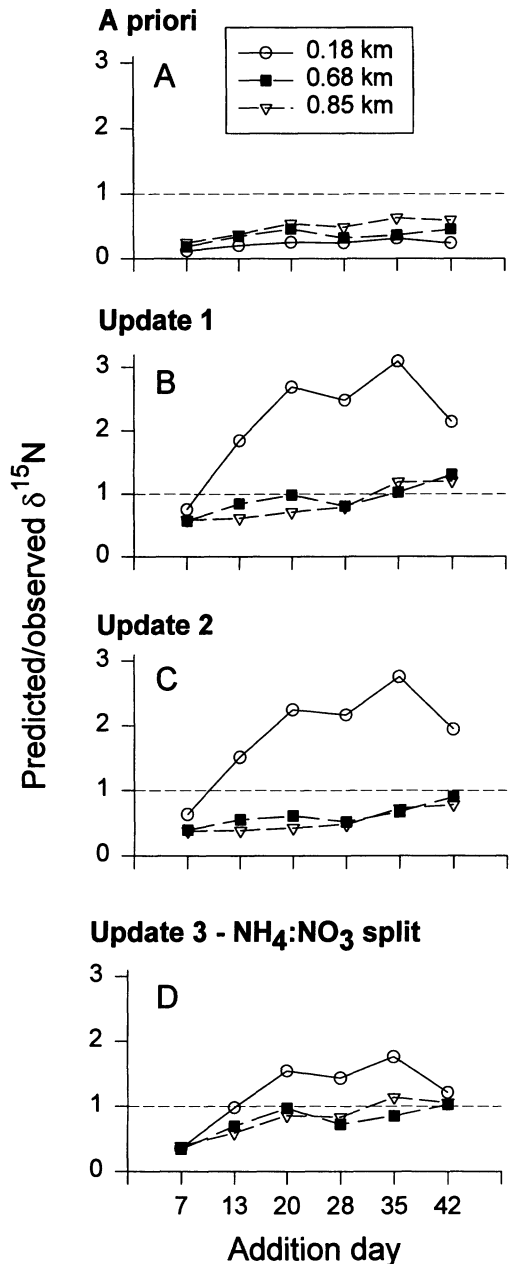 A priori
A
0.18 km
0.68 km
0.85 km
3
2
1
0
Update 1
B
3
2
1
0
Update 2
C
3
2
1
0
Update 3 - NH4:NO3 split
D
3
2
1
0
7 13 20 28 35 42
Addition day
Predicted/observed δ15N